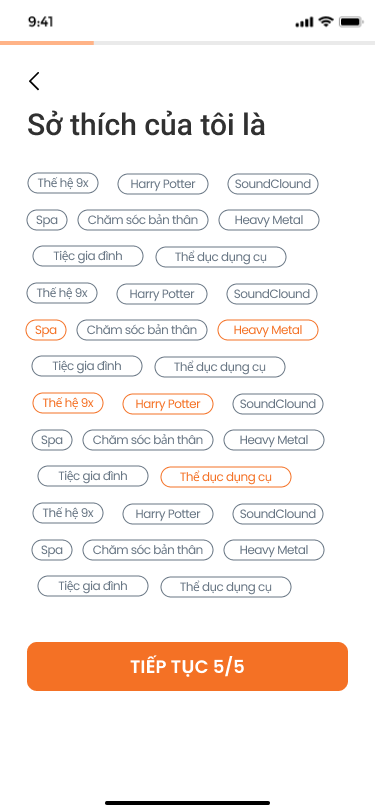 9:41
Sở thích của tôi là
Thế hệ 9x Harry Potter SoundClound
Spa Chăm sóc bản thân Heavy Metal
Tiệc gia đình Thể dục dụng cụ
Thế hệ 9x Harry Potter SoundClound
Spa Chăm sóc bản thân Heavy Metal
Tiệc gia đình Thể dục dụng cụ
Thế hệ 9x Harry Potter SoundClound
Spa Chăm sóc bản thân Heavy Metal
Tiệc gia đình Thể dục dụng cụ
Thế hệ 9x Harry Potter SoundClound
Spa Chăm sóc bản thân Heavy Metal
Tiệc gia đình Thể dục dụng cụ
TIẾP TỤC 5/5